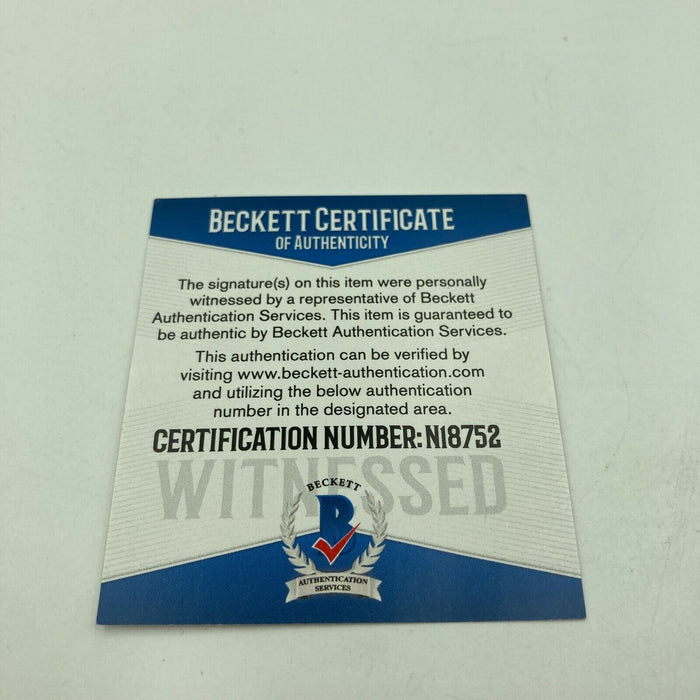 BECKETT CERTIFICATE
OF AUTHENTICITY
The signature(s) on this item were personally
witnessed by a representative of Beckett
Authentication Services. This item is guaranteed to
be authentic by Beckett Authentication Services.
This authentication can be verified by
visiting www.beckett-authentication.com
and utilizing the below authentication
number in the designated area.
CERTIFICATION NUMBER: N18752
WITNESSED
BECKETT
B
AUTHENTICATION
SERVICES